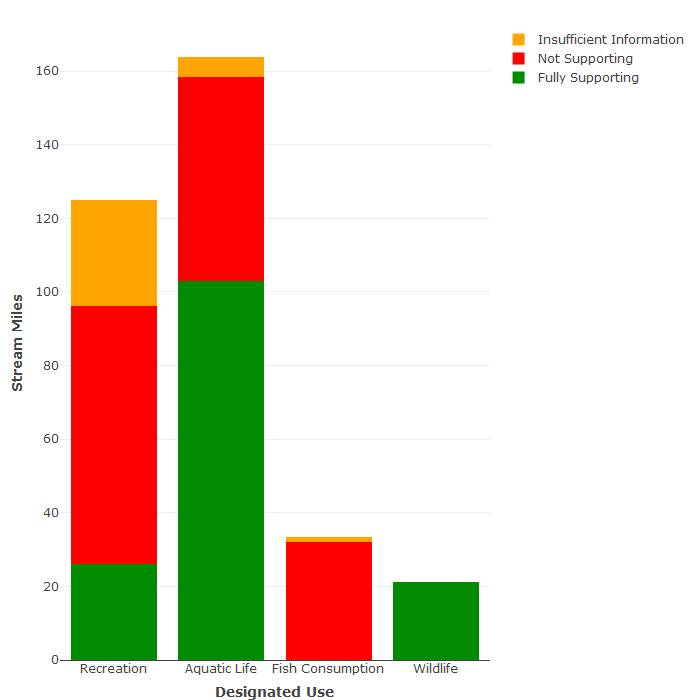 Insufficient Information
Not Supporting
Fully Supporting
160
140
120
100
80
60
40
20
0
Stream Miles
Recreation
Aquatic Life
Fish Consumption
Wildlife
Designated Use